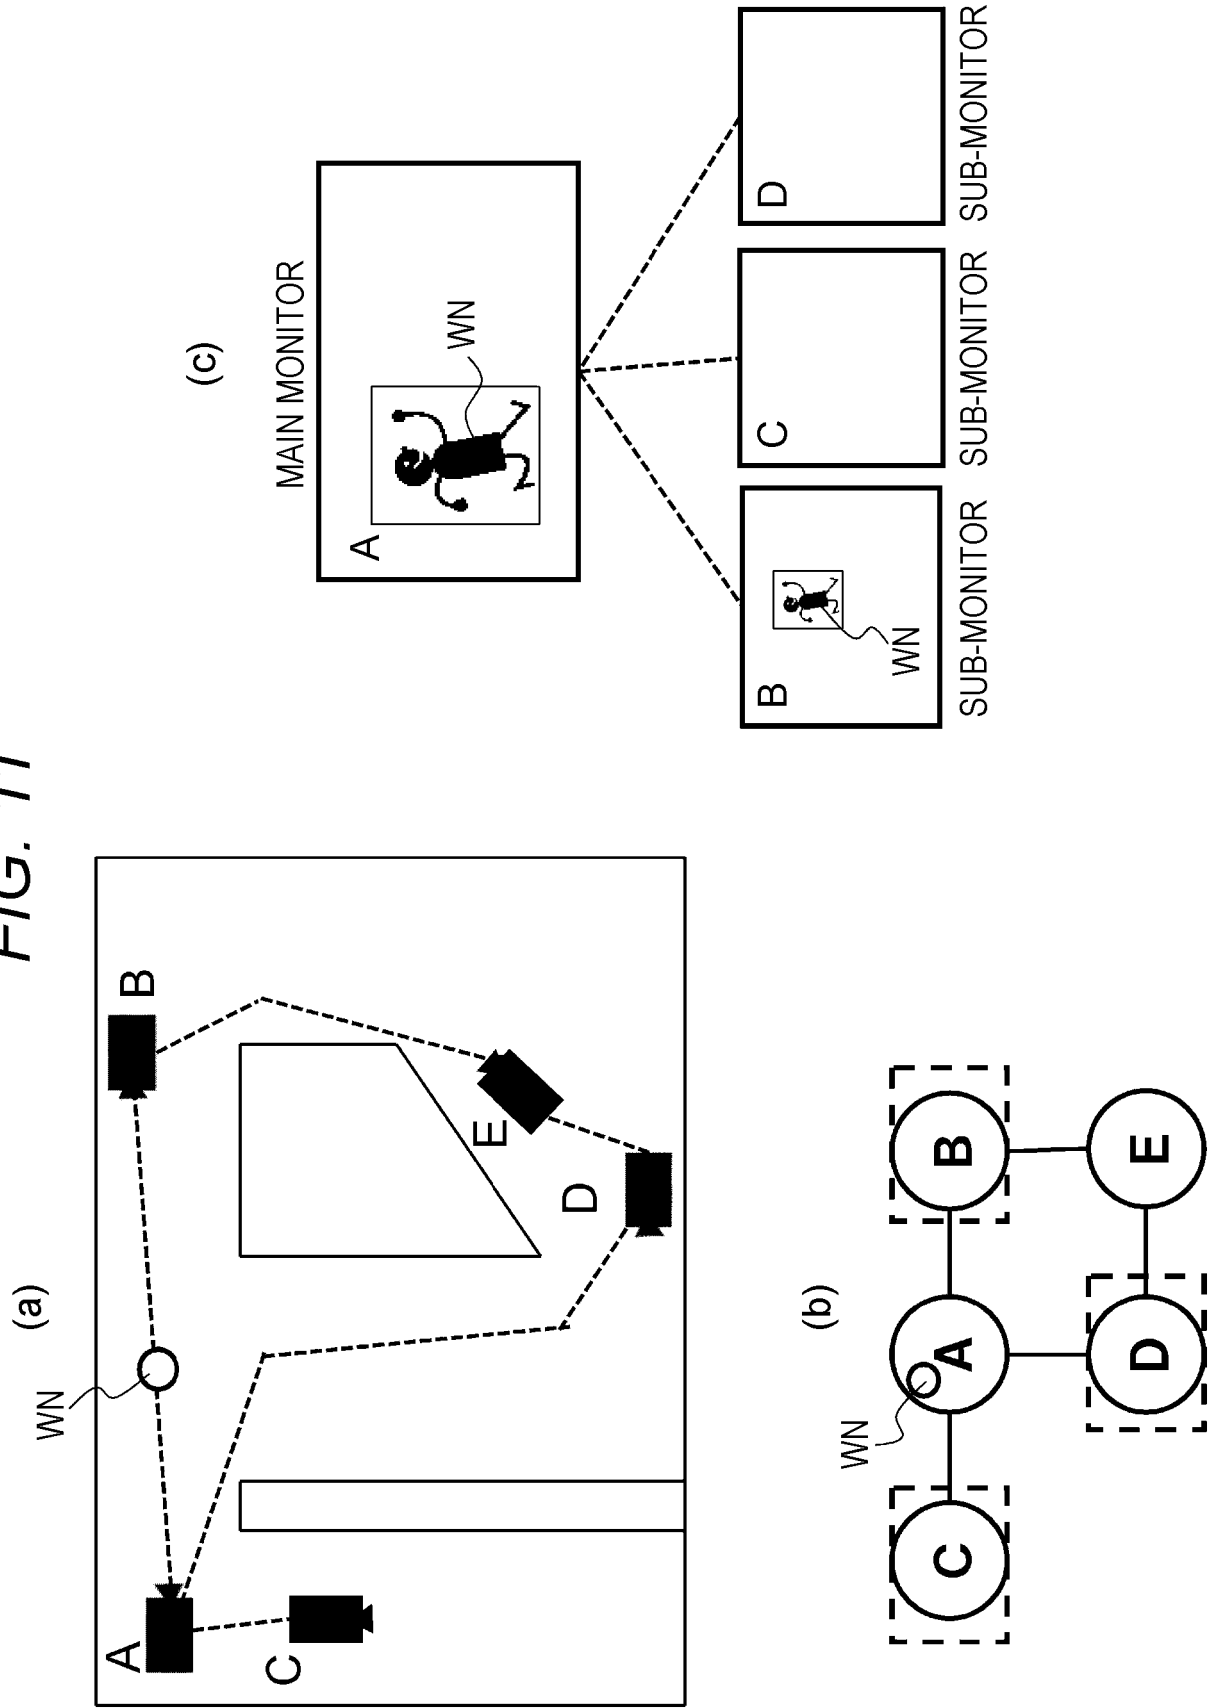 FIG. 11
(a)
WN
A
B
C
E
D
(b)
WN
C A B
D E
(c)
MAIN MONITOR
A
WN
B C D
WN
SUB-MONITOR SUB-MONITOR SUB-MONITOR